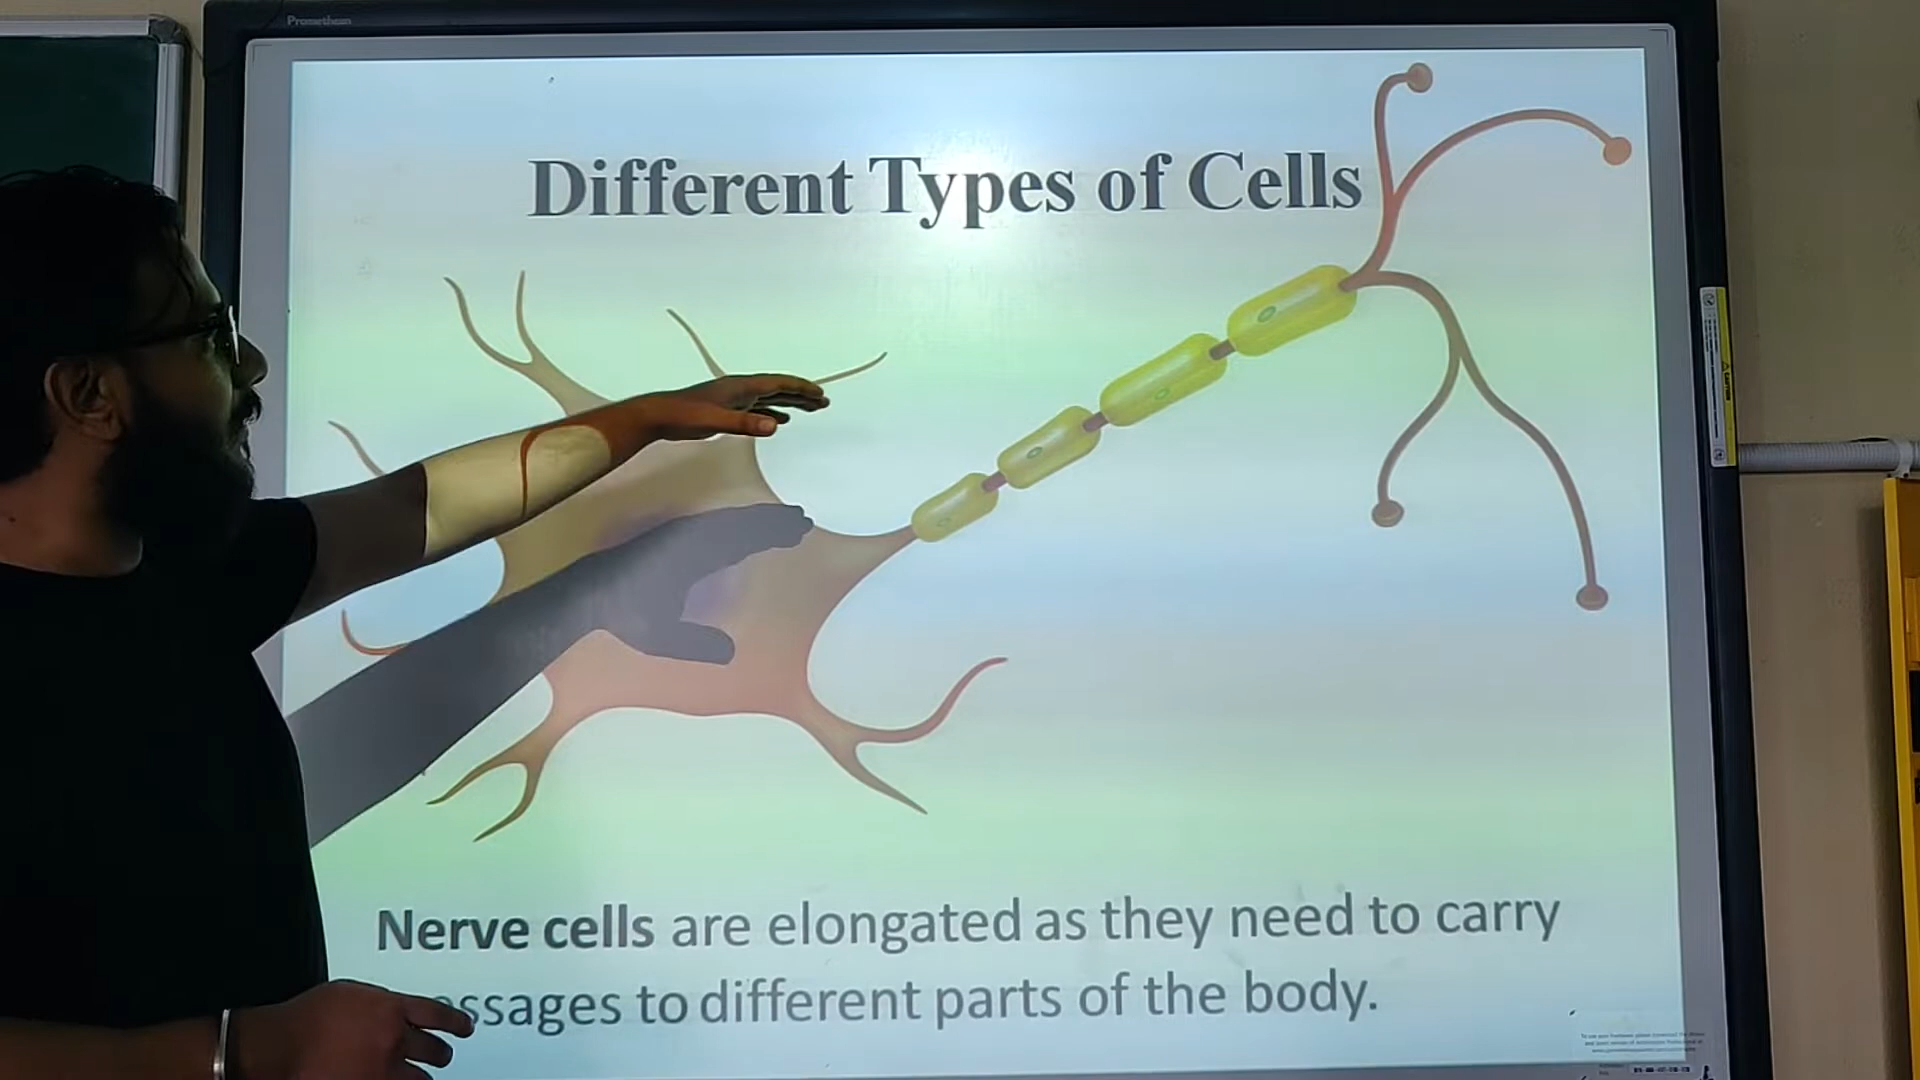 Promethean
Different Types of Cells
Nerve cells are elongated as they need to carry
ssages to different parts of the body.